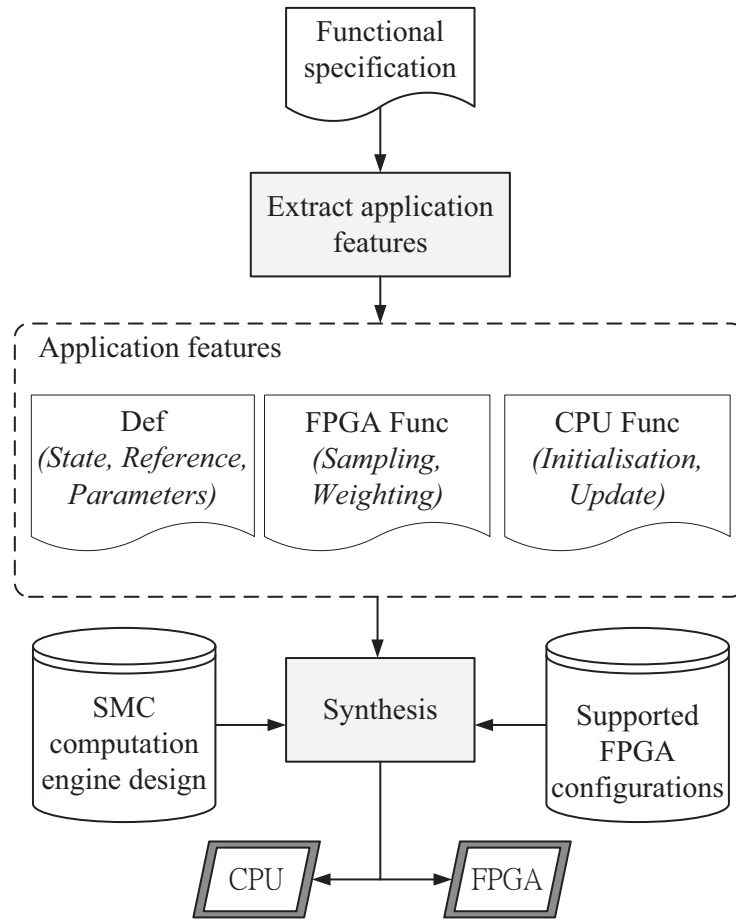 Functional
specification
Extract application
features
Application features
Def
(State, Reference,
Parameters)
FPGA Func
(Sampling,
Weighting)
CPU Func
(Initialisation,
Update)
SMC
computation
engine design
Synthesis
Supported
FPGA
configurations
CPU
FPGA